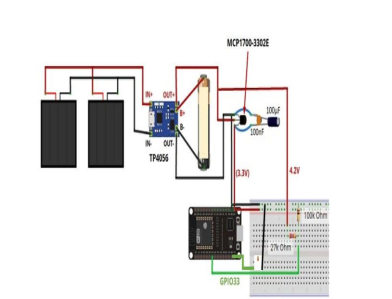 MCP1700-3302E
IN+
OUT+
B+
B-
IN-
OUT-
TP4056
100µF
100nF
(3.3V)
4.2V
100k Ohm
27k Ohm
GPIO33